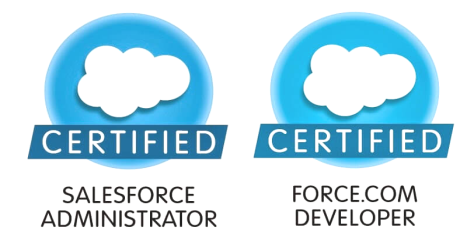 CERTIFIED
SALESFORCE
ADMINISTRATOR
CERTIFIED
FORCE.COM
DEVELOPER